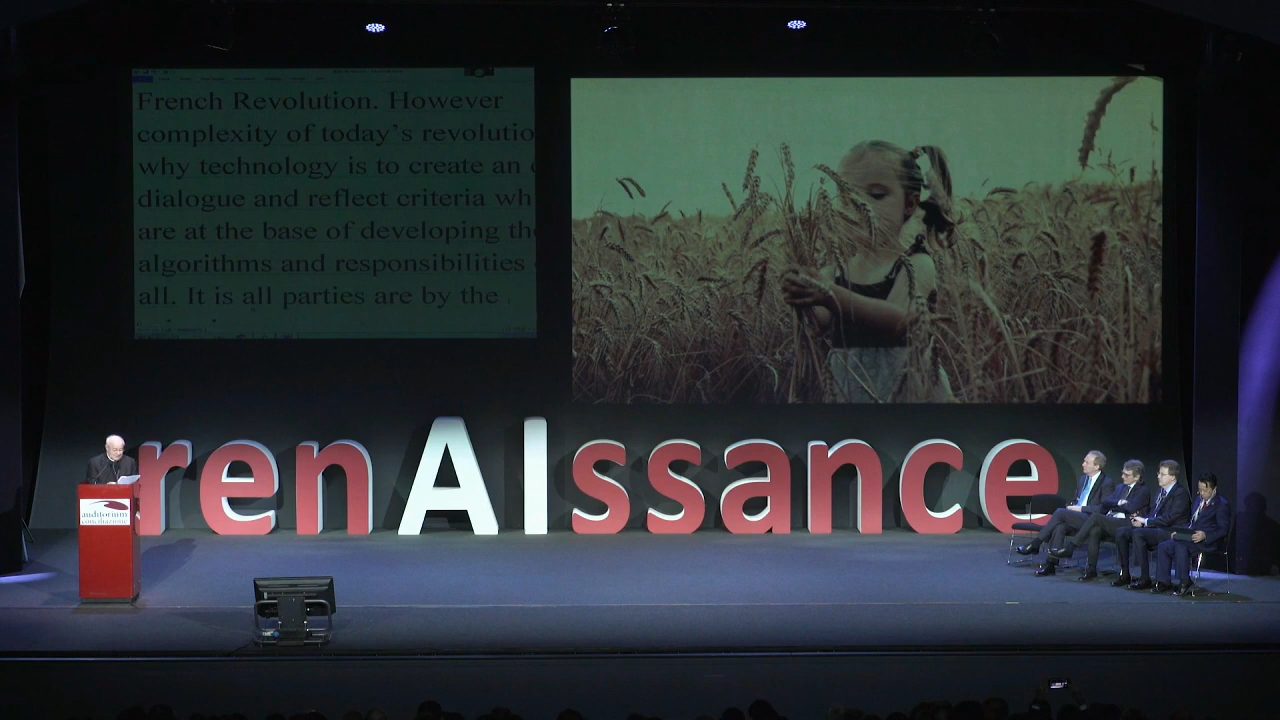 French Revolution. However
complexity of today's revolutio
why technology is to create an
dialogue and reflect criteria wh
are at the base of developing th
algorithms and responsibilities
all. It is all parties are by the .
renAIssance
auditorium
conciliazione